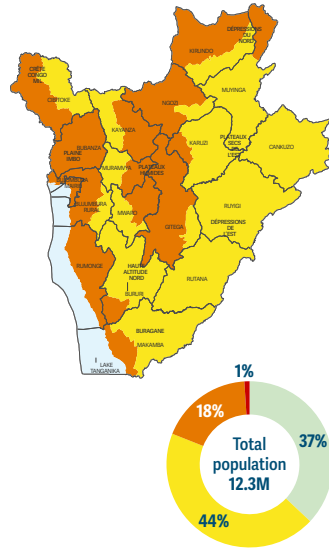 DÉPRESSIONS
DU
NORD
KIRUNDO
CRÊTE
CONGO
NIL
CIBITOKE
MUYINGA
NGOZI
KAYANZA
BUBANZA
PLAINE
IMBO
MURAMVYA
PLATEAUX
HUMIDES
KARUZI
PLATEAUX
SECS
DE
L'EST
CANKUZO
BUJUMBURA
RURAL
MWARO
GITEGA
RUYIGI
DÉPRESSIONS
DE
L'EST
RUMONGE
HAUTE
ALTITUDE
NORD
BURURI
RUTANA
BURAGANE
MAKAMBA
LAKE
TANGANIKA
1%
18%
37%
Total
population
12.3M
44%